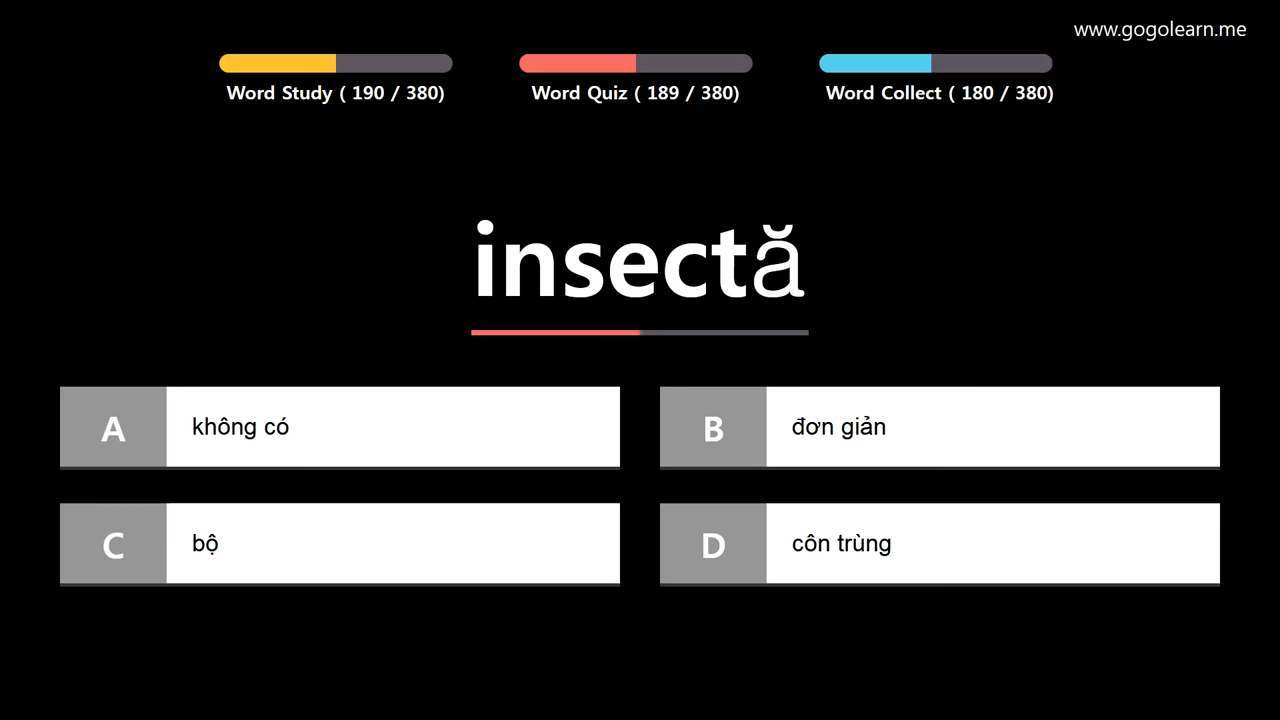 www.gogolearn.me
Word Study ( 190 / 380)
Word Quiz ( 189 / 380)
Word Collect ( 180 / 380)
insectă
A không có
B đơn giản
C bộ
D côn trùng